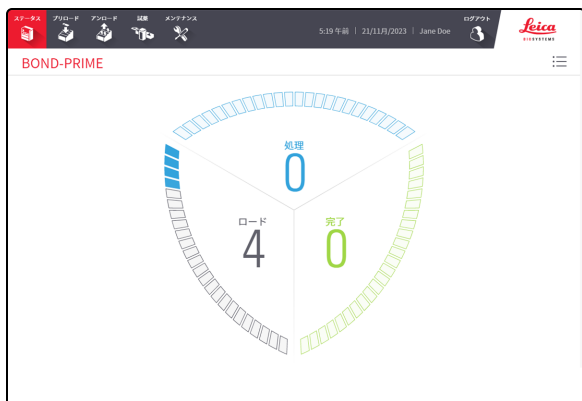 ステータス プリロード アンロード 試薬 メンテナンス ログアウト
5:19 午前 | 21/11月/2023 | Jane Doe
Leica
BIOSYSTEMS
BOND-PRIME
処理
0
ロード 完了
4 0